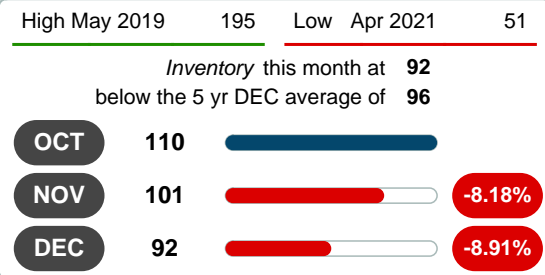 High May 2019 195 Low Apr 2021 51
Inventory this month at 92
below the 5 yr DEC average of 96
OCT 110
NOV 101 -8.18%
DEC 92 -8.91%